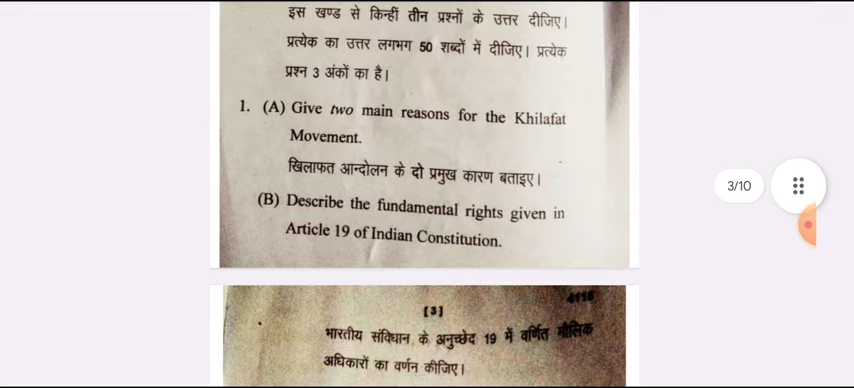 इस खण्ड से किन्हीं तीन प्रश्नों के उत्तर दीजिए।
प्रत्येक का उत्तर लगभग 50 शब्दों में दीजिए। प्रत्येक
प्रश्न 3 अंकों का है।
1. (A) Give two main reasons for the Khilafat
Movement.
खिलाफत आन्दोलन के दो प्रमुख कारण बताइए।
(B) Describe the fundamental rights given in
Article 19 of Indian Constitution.
3/10
[3]
भारतीय संविधान के अनुच्छेद 19 में वर्णित मौलिक
अधिकारों का वर्णन कीजिए।